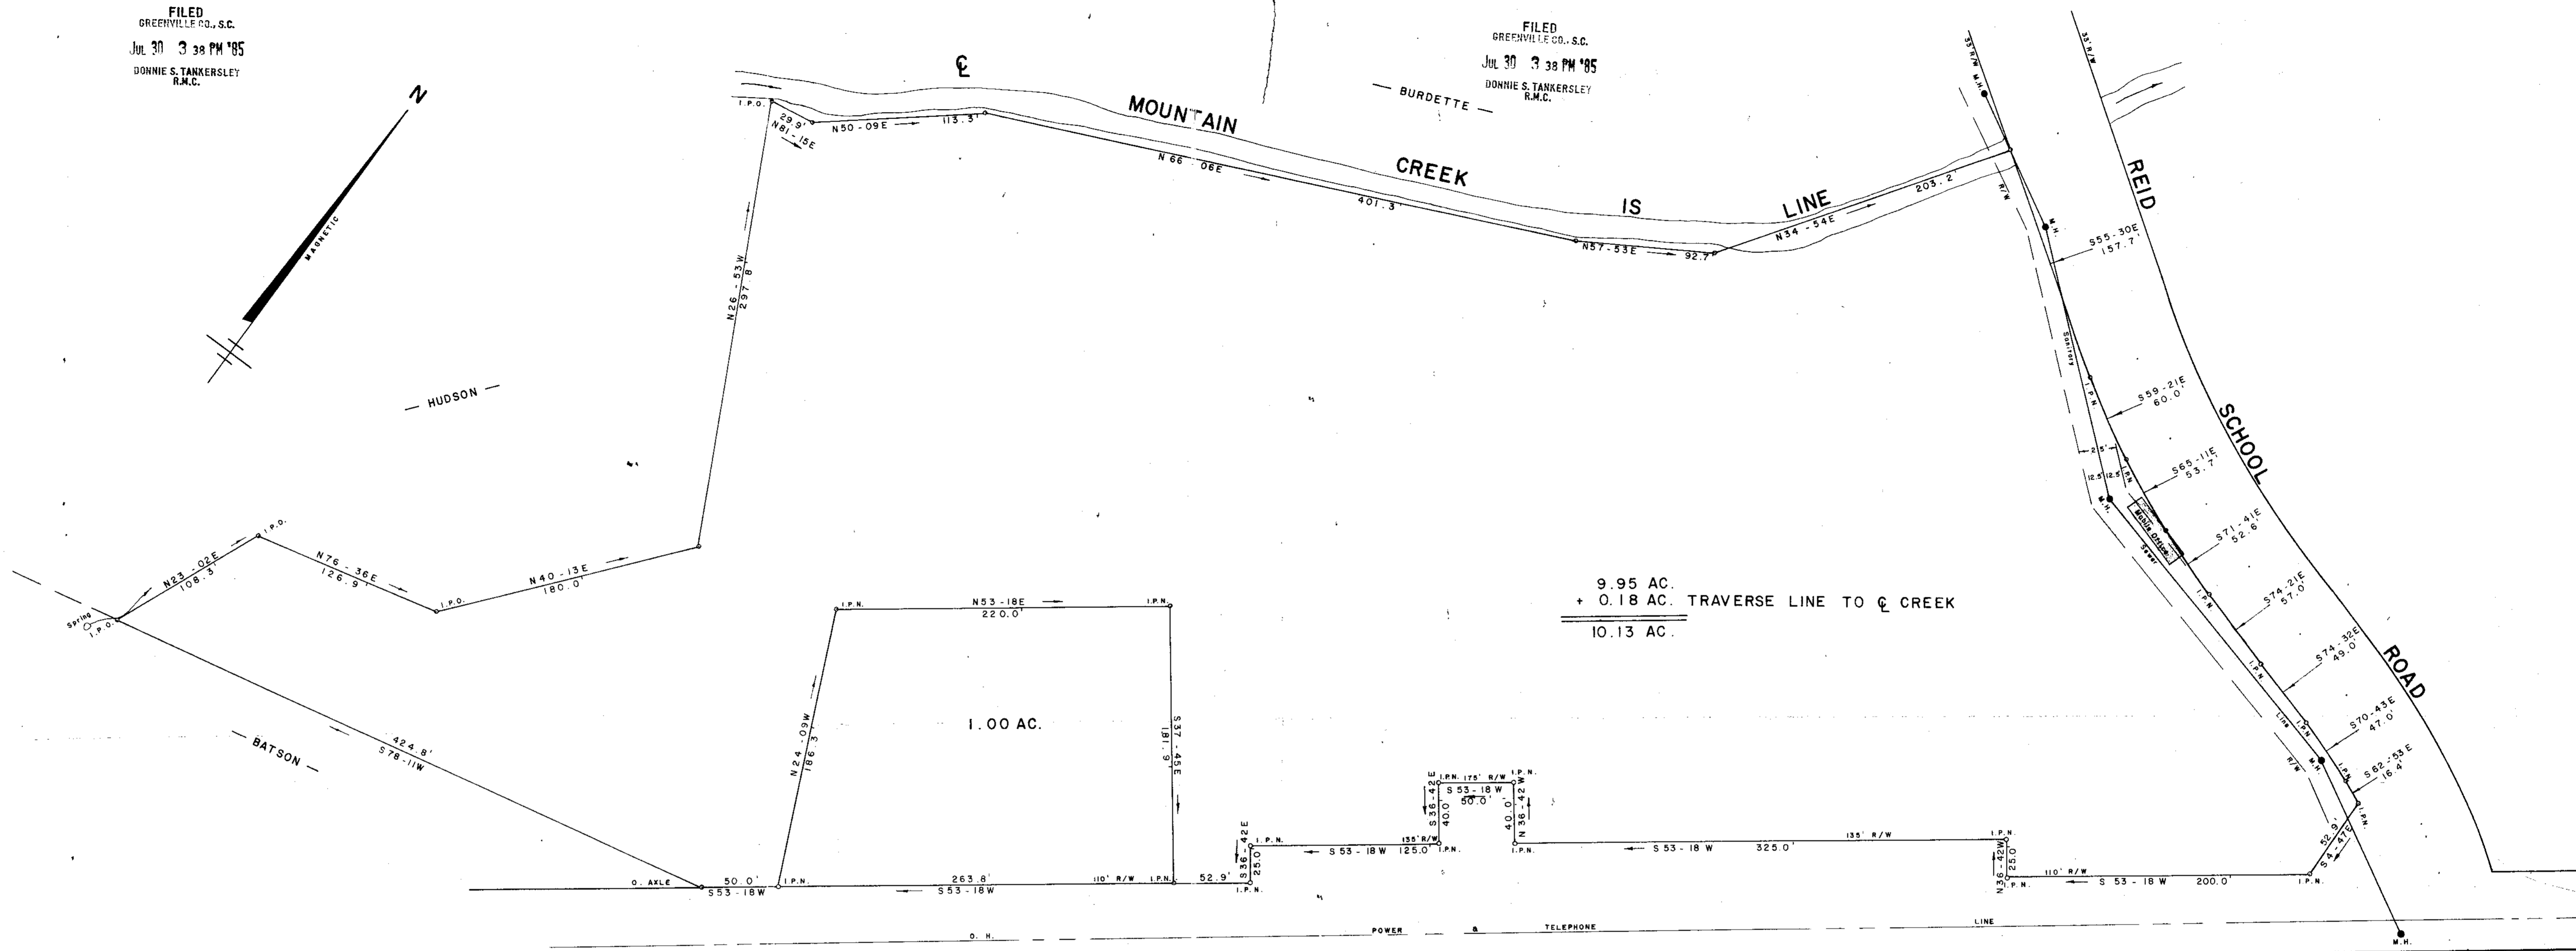 FILED
GREENVILLE CO., S.C.
JUL 30 3 38 PM '85
DONNIE S. TANKERSLEY
R.M.C.
FILED
GREENVILLE CO., S.C.
JUL 30 3 38 PM '85
DONNIE S. TANKERSLEY
R.M.C.
N
MAGNETIC
℄
MOUNTAIN
CREEK
IS
LINE
— BURDETTE —
— HUDSON —
— BATSON —
I.P.O.
29.9'
N81-15E
N50-09E
113.3'
N66-06E
401.3'
N57-53E
92.7'
N34-54E
203.2'
N26-53W
297.8'
33' R/W
M.H.
33' R/W
REID
SCHOOL
ROAD
R/W
M.H.
S55-30E
157.7'
Sanitary
I.P.N.
S59-21E
60.0'
25'
12.5'
12.5'
I.P.N.
S65-11E
53.7'
M.H.
Mobile Office
Sewer
S71-41E
52.6'
I.P.N.
S74-21E
57.0'
I.P.N.
S74-32E
49.0'
Line
I.P.N.
S70-43E
47.0'
R/W
M.H.
I.P.N.
S62-53E
16.4'
I.P.N.
52.9'
S4-47E
Spring
I.P.O.
N23-02E
108.3'
I.P.O.
N76-36E
126.9'
I.P.O.
N40-13E
180.0'
424.8'
S78-11W
I.P.N.
N53-18E
220.0'
I.P.N.
N24-09W
186.3'
1.00 AC.
S37-45E
181.9'
9.95 AC.
+ 0.18 AC. TRAVERSE LINE TO ℄ CREEK
10.13 AC.
O. AXLE
50.0'
S53-18W
I.P.N.
263.8'
S53-18W
110' R/W
I.P.N.
52.9'
I.P.N.
S36-42E
25.0'
I.P.N.
S53-18W 125.0'
135' R/W
I.P.N.
S36-42E
40.0'
I.P.N. 175' R/W I.P.N.
S53-18W
50.0'
40.0'
N36-42W
I.P.N.
S53-18W 325.0'
135' R/W
I.P.N.
N36-42W
25.0'
I.P.N.
110' R/W
S 53-18W 200.0'
I.P.N.
O. H. POWER & TELEPHONE LINE
M.H.